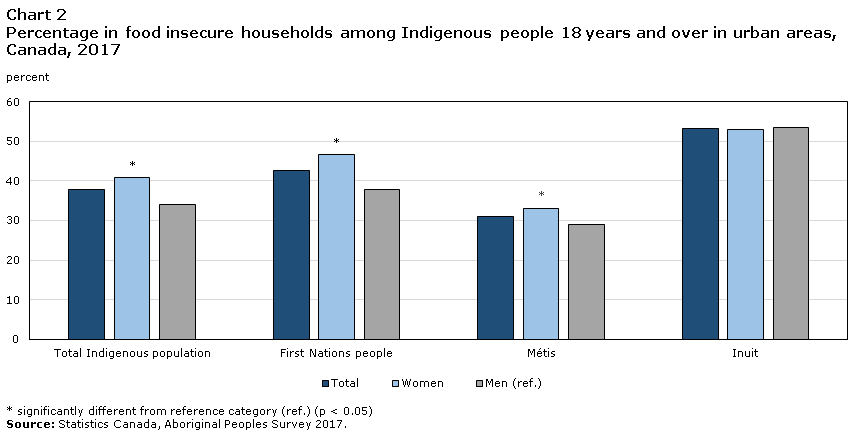 Chart 2
Percentage in food insecure households among Indigenous people 18 years and over in urban areas,
Canada, 2017
percent
60
50
40
30
20
10
0
*
*
*
Total Indigenous population
First Nations people
Métis
Inuit
Total
Women
Men (ref.)
* significantly different from reference category (ref.) (p < 0.05)
Source: Statistics Canada, Aboriginal Peoples Survey 2017.